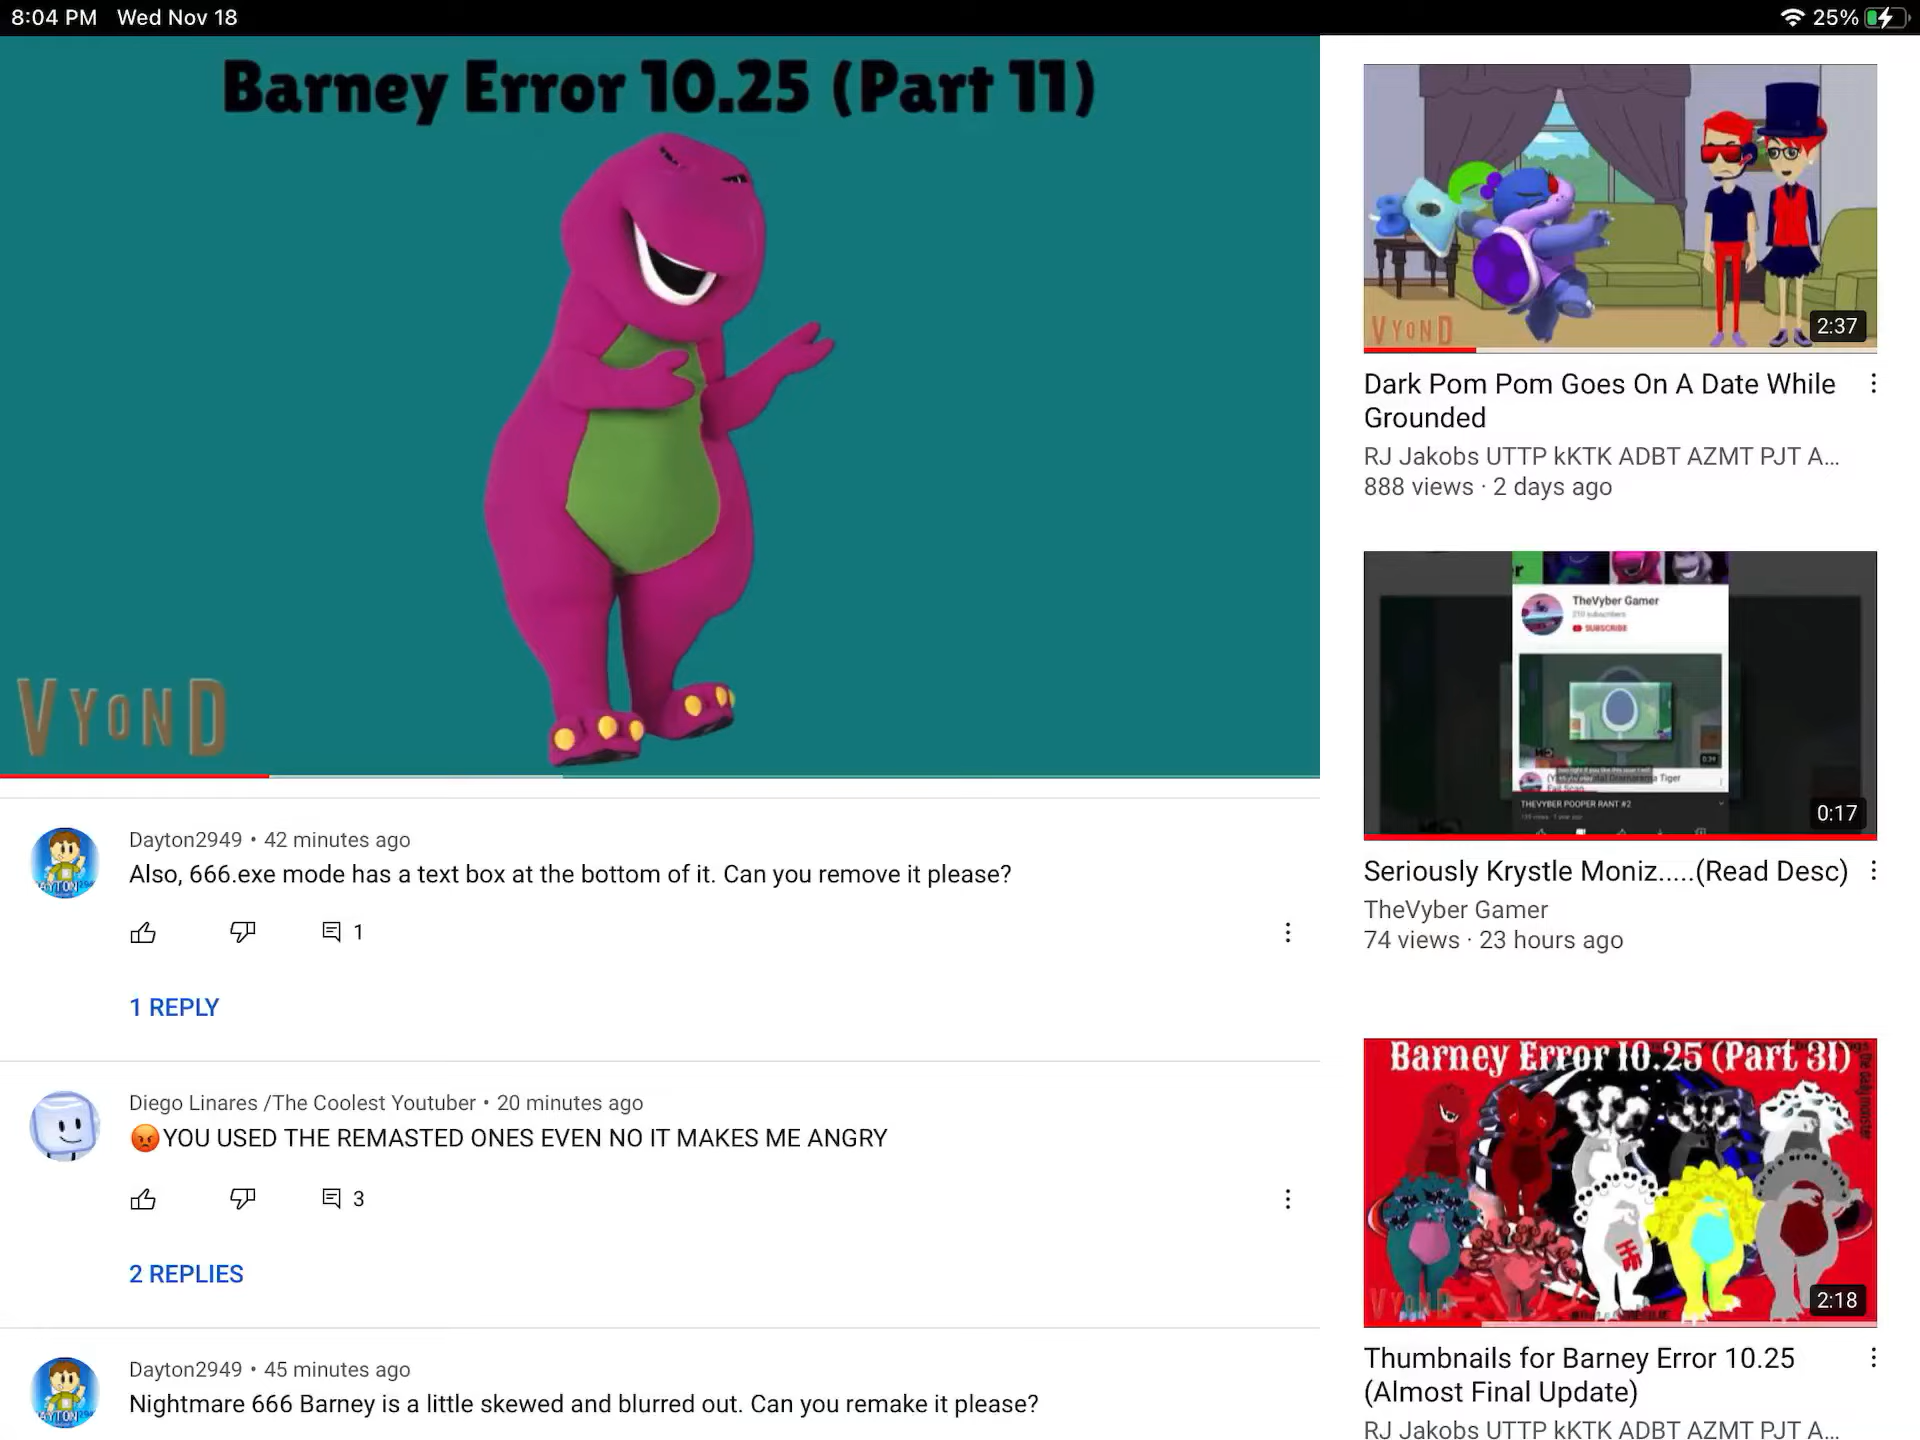 8:04 PM Wed Nov 18
25%
Barney Error 10.25 (Part 11)
VYOND
Dayton2949 • 42 minutes ago
Also, 666.exe mode has a text box at the bottom of it. Can you remove it please?
1
1 REPLY
Diego Linares /The Coolest Youtuber • 20 minutes ago
😡YOU USED THE REMASTED ONES EVEN NO IT MAKES ME ANGRY
3
2 REPLIES
Dayton2949 • 45 minutes ago
Nightmare 666 Barney is a little skewed and blurred out. Can you remake it please?
VYOND
2:37
Dark Pom Pom Goes On A Date While
Grounded
RJ Jakobs UTTP kKTK ADBT AZMT PJT A...
888 views · 2 days ago
TheVyber Gamer
210 subscribers
SUBSCRIBE
0:39
Tiger
THEVYBER POOPER RANT #2
0:17
Seriously Krystle Moniz.....(Read Desc)
TheVyber Gamer
74 views · 23 hours ago
Barney Error 10.25 (Part 31)
VYOND
2:18
Thumbnails for Barney Error 10.25
(Almost Final Update)
RJ Jakobs UTTP kKTK ADBT AZMT PJT A...